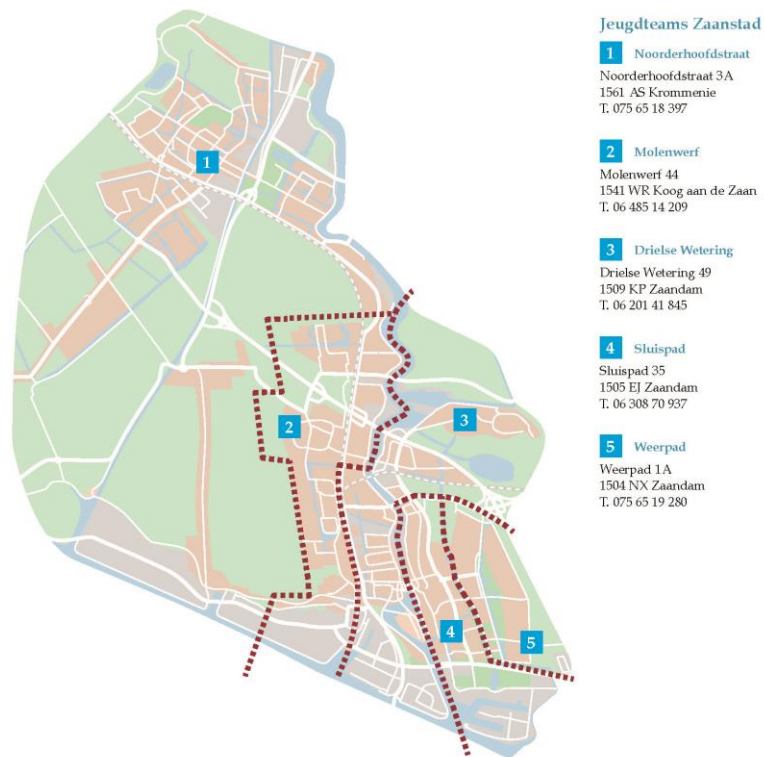 Jeugdteams Zaanstad
1 Noorderhoofdstraat
Noorderhoofdstraat 3A
1561 AS Krommenie
T. 075 65 18 397
2 Molenwerf
Molenwerf 44
1541 WR Koog aan de Zaan
T. 06 485 14 209
3 Drielse Wetering
Drielse Wetering 49
1509 KP Zaandam
T. 06 201 41 845
4 Sluispad
Sluispad 35
1505 EJ Zaandam
T. 06 308 70 937
5 Weerpad
Weerpad 1A
1504 NX Zaandam
T. 075 65 19 280
1
2
3
4
5